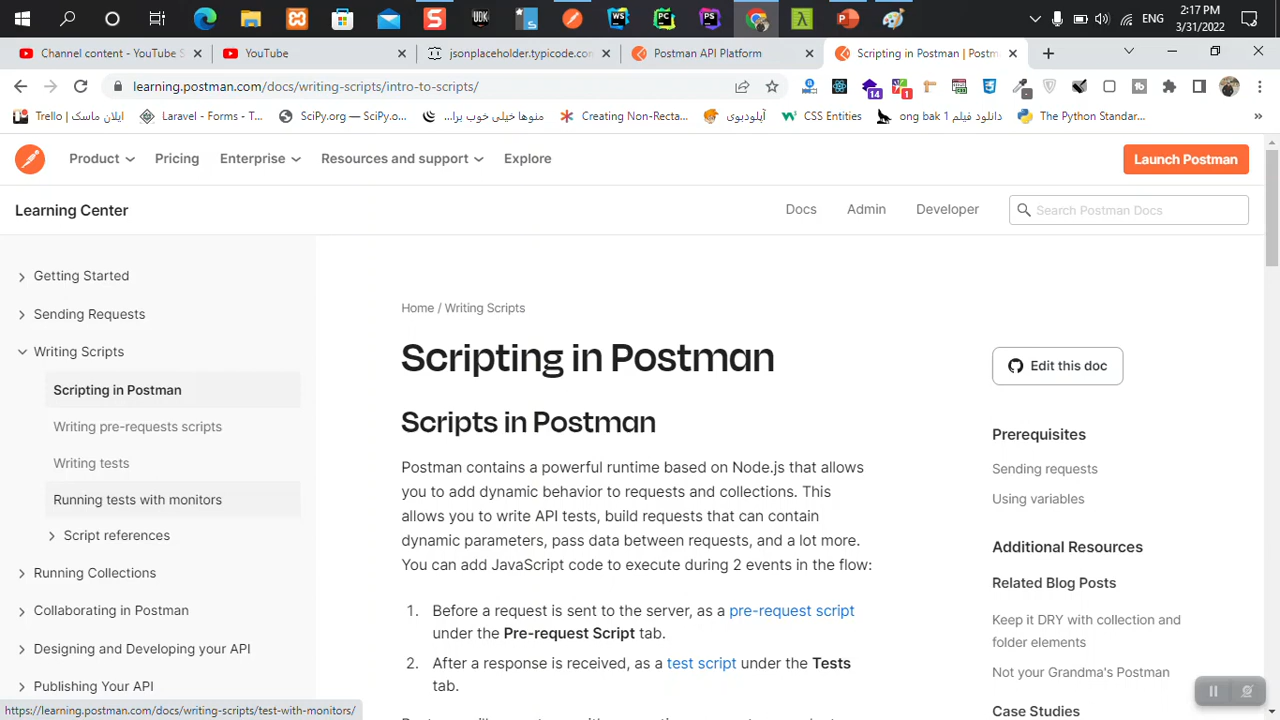 ENG
2:17 PM
3/31/2022
Channel content - YouTube S
YouTube
jsonplaceholder.typicode.com
Postman API Platform
Scripting in Postman | Postm
learning.postman.com/docs/writing-scripts/intro-to-scripts/
14
1
ایلان ماسک | Trello
Laravel - Forms - T...
SciPy.org — SciPy.o...
منوها خیلی خوب برا...
Creating Non-Recta...
آپلودبوی
CSS Entities
دانلود فیلم ong bak 1
The Python Standar...
»
Product
Pricing
Enterprise
Resources and support
Explore
Launch Postman
Learning Center
Docs
Admin
Developer
Search Postman Docs
Getting Started
Sending Requests
Writing Scripts
Scripting in Postman
Writing pre-requests scripts
Writing tests
Running tests with monitors
Script references
Running Collections
Collaborating in Postman
Designing and Developing your API
Publishing Your API
Home / Writing Scripts
Scripting in Postman
Scripts in Postman
Postman contains a powerful runtime based on Node.js that allows
you to add dynamic behavior to requests and collections. This
allows you to write API tests, build requests that can contain
dynamic parameters, pass data between requests, and a lot more.
You can add JavaScript code to execute during 2 events in the flow:
1. Before a request is sent to the server, as a pre-request script
under the Pre-request Script tab.
2. After a response is received, as a test script under the Tests
tab.
Edit this doc
Prerequisites
Sending requests
Using variables
Additional Resources
Related Blog Posts
Keep it DRY with collection and
folder elements
Not your Grandma's Postman
Case Studies
https://learning.postman.com/docs/writing-scripts/test-with-monitors/